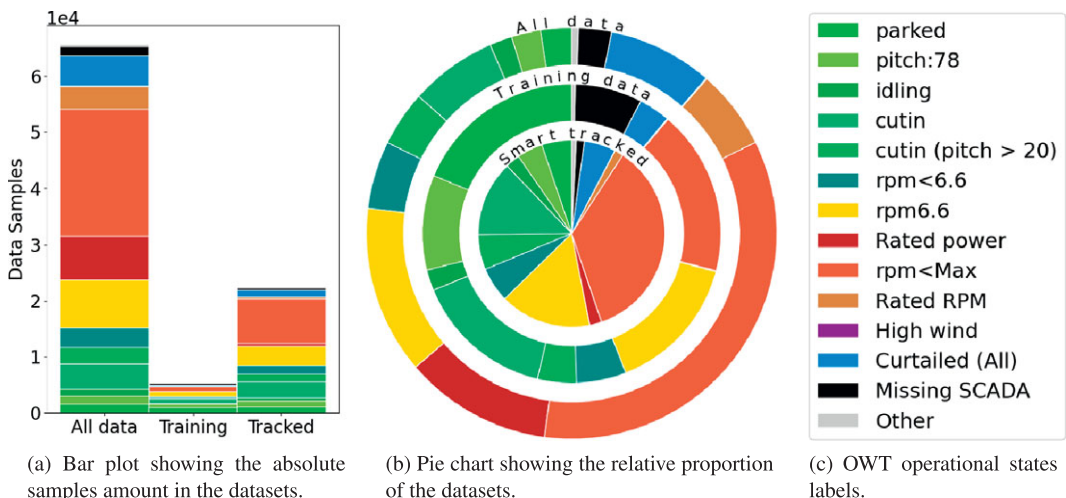 1e4
Data Samples
6
5
4
3
2
1
0
All data
Training
Tracked
All data
Training data
Smart tracked
parked
pitch:78
idling
cutin
cutin (pitch > 20)
rpm<6.6
rpm6.6
Rated power
rpm<Max
Rated RPM
High wind
Curtailed (All)
Missing SCADA
Other
(a) Bar plot showing the absolute
samples amount in the datasets.
(b) Pie chart showing the relative proportion
of the datasets.
(c) OWT operational states
labels.